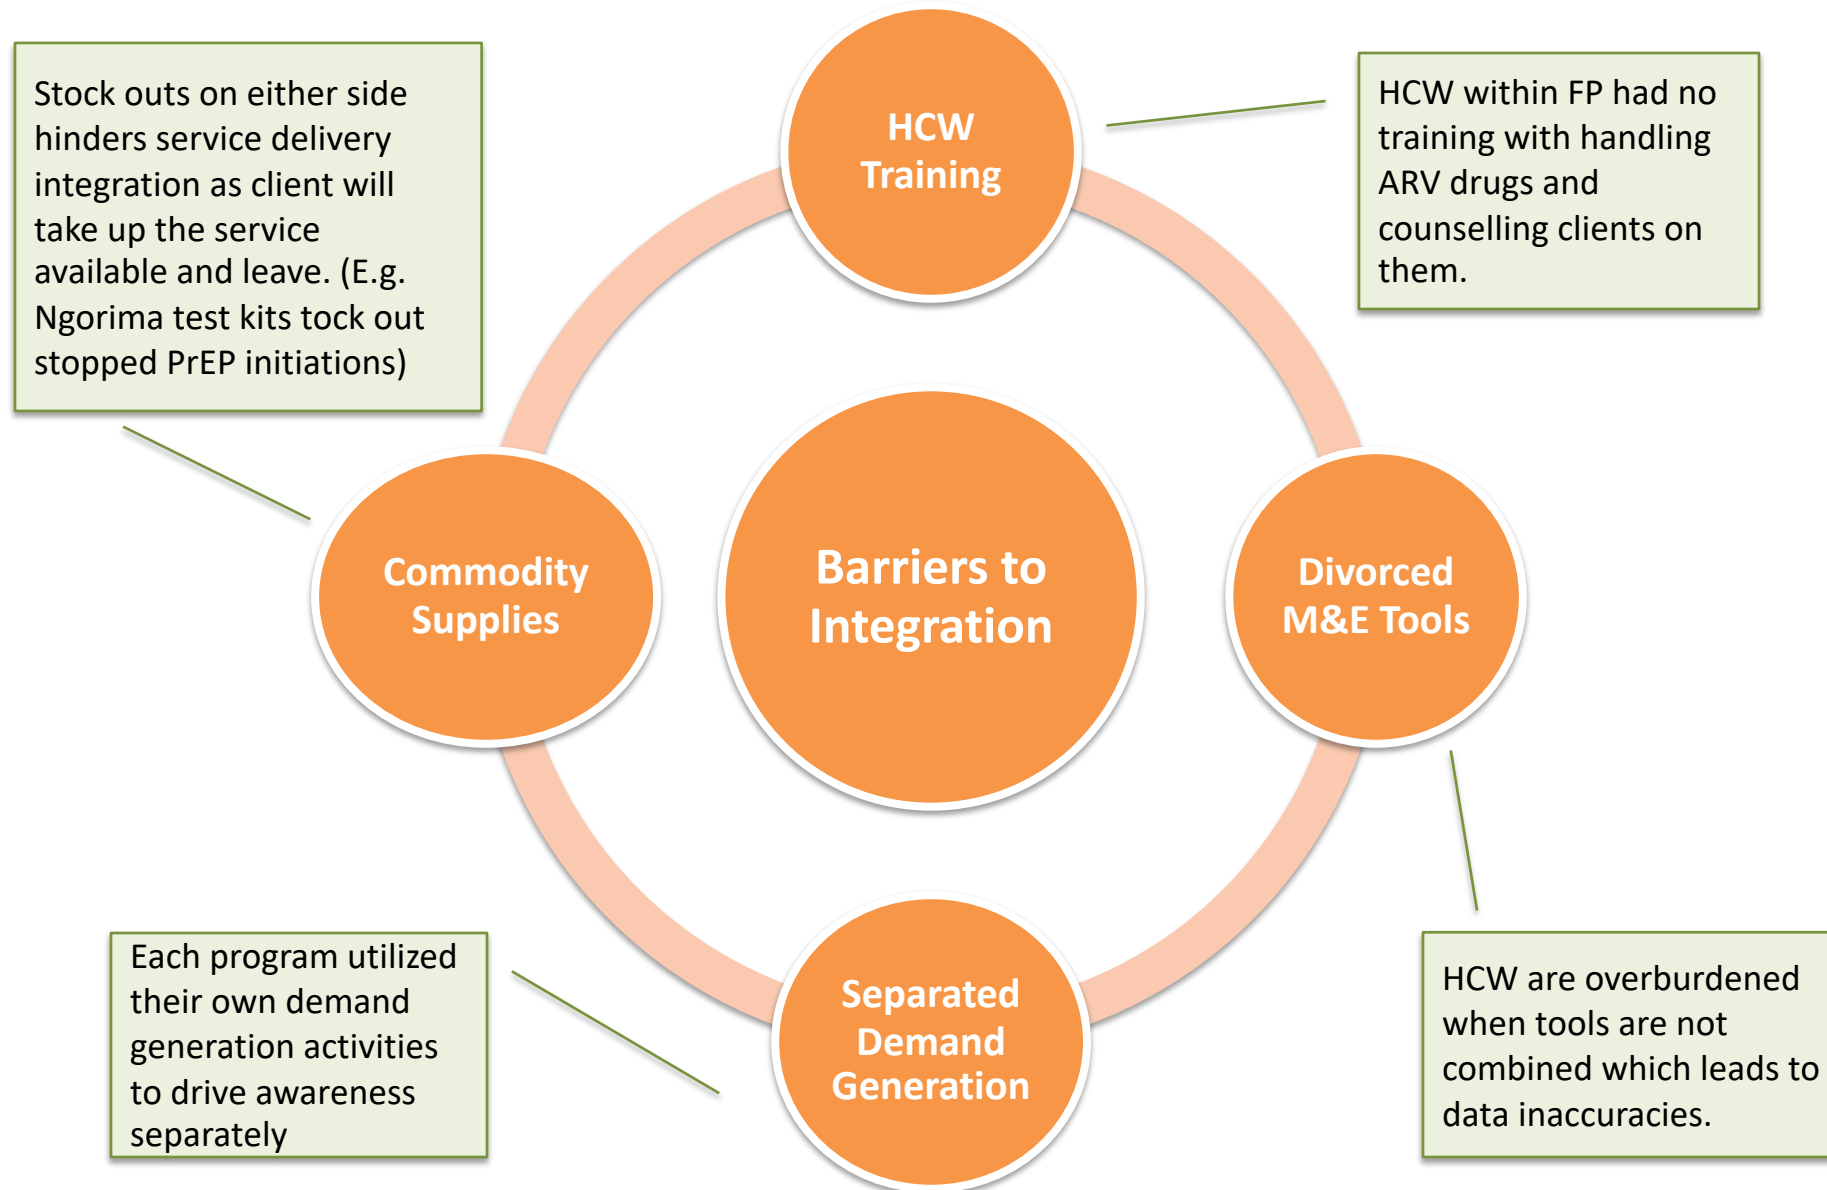 Stock outs on either side
hinders service delivery
integration as client will
take up the service
available and leave. (E.g.
Ngorima test kits tock out
stopped PrEP initiations)
HCW
Training
HCW within FP had no
training with handling
ARV drugs and
counselling clients on
them.
Commodity
Supplies
Barriers to
Integration
Divorced
M&E Tools
Each program utilized
their own demand
generation activities
to drive awareness
separately
Separated
Demand
Generation
HCW are overburdened
when tools are not
combined which leads to
data inaccuracies.